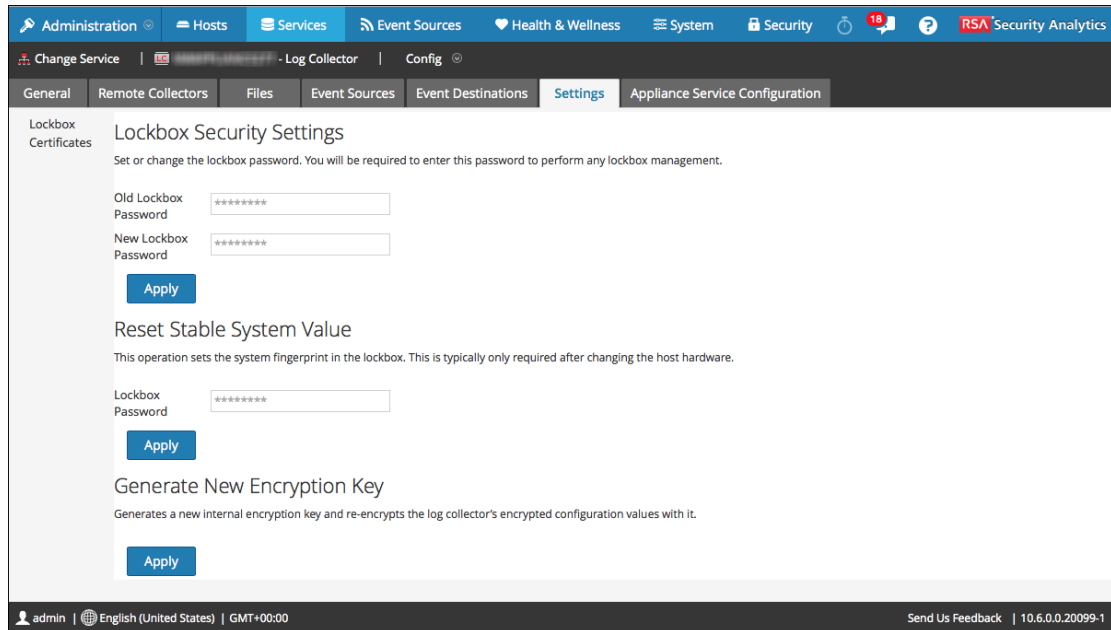 Administration Hosts Services Event Sources Health & Wellness System Security 18 ? RSA Security Analytics
Change Service | LC - Log Collector | Config
General Remote Collectors Files Event Sources Event Destinations Settings Appliance Service Configuration
Lockbox
Certificates
Lockbox Security Settings
Set or change the lockbox password. You will be required to enter this password to perform any lockbox management.
Old Lockbox
Password
********
New Lockbox
Password
********
Apply
Reset Stable System Value
This operation sets the system fingerprint in the lockbox. This is typically only required after changing the host hardware.
Lockbox
Password
********
Apply
Generate New Encryption Key
Generates a new internal encryption key and re-encrypts the log collector's encrypted configuration values with it.
Apply
admin | English (United States) | GMT+00:00 Send Us Feedback | 10.6.0.0.20099-1